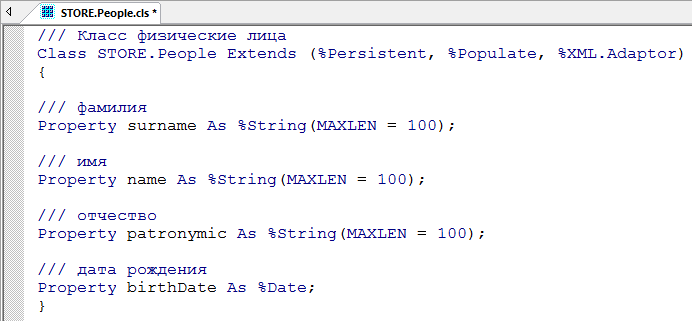 STORE.People.cls *
/// Класс физические лица
Class STORE.People Extends (%Persistent, %Populate, %XML.Adaptor)
{
/// фамилия
Property surname As %String(MAXLEN = 100);
/// имя
Property name As %String(MAXLEN = 100);
/// отчество
Property patronymic As %String(MAXLEN = 100);
/// дата рождения
Property birthDate As %Date;
}